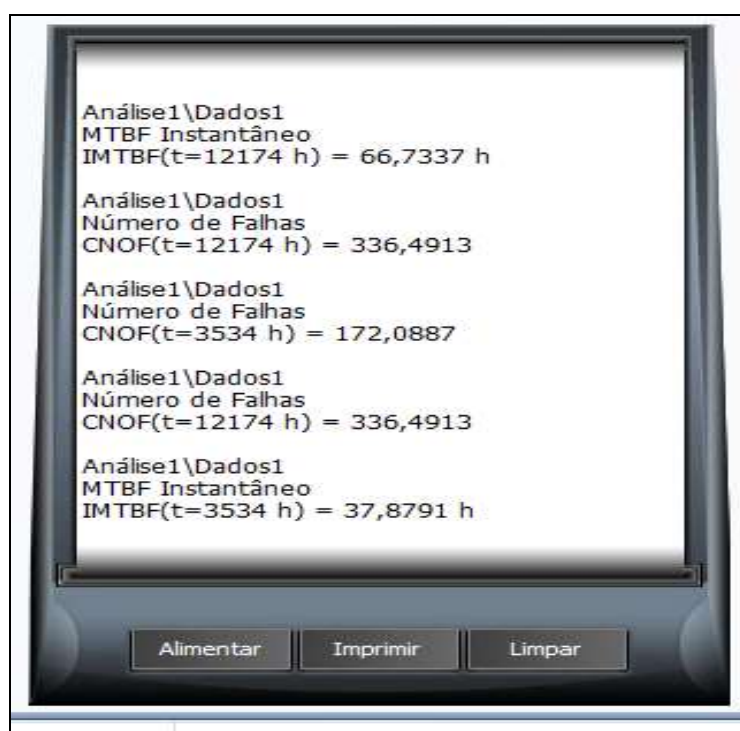 Análise1\Dados1
MTBF Instantâneo
IMTBF(t=12174 h) = 66,7337 h
Análise1\Dados1
Número de Falhas
CNOF(t=12174 h) = 336,4913
Análise1\Dados1
Número de Falhas
CNOF(t=3534 h) = 172,0887
Análise1\Dados1
Número de Falhas
CNOF(t=12174 h) = 336,4913
Análise1\Dados1
MTBF Instantâneo
IMTBF(t=3534 h) = 37,8791 h
Alimentar Imprimir Limpar